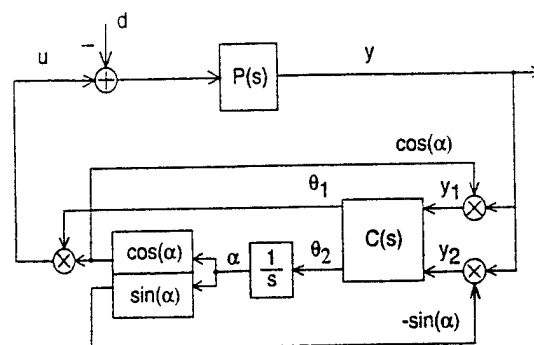 d
−
u
+
P(s)
y
cos(α)
θ1
y1
cos(α)
sin(α)
α
1
s
θ2
C(s)
y2
-sin(α)